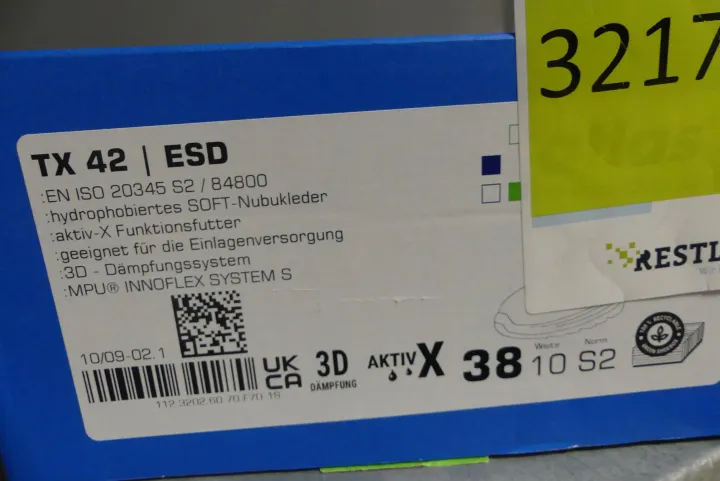 3217
TX 42 | ESD
:EN ISO 20345 S2 / 84800
:hydrophobiertes SOFT-Nubukleder
:aktiv-X Funktionsfutter
:geeignet für die Einlagenversorgung
:3D - Dämpfungssystem
:MPU® INNOFLEX SYSTEM S
RESTL
10/09-02.1
UK
CA
3D
DÄMPFUNG
AKTIV X
38
Weite
10
Norm
S2